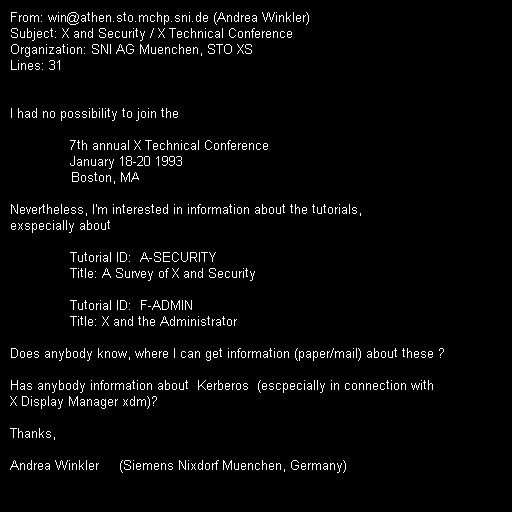 From: win@athen.sto.mchp.sni.de (Andrea Winkler)
Subject: X and Security / X Technical Conference
Organization: SNI AG Muenchen, STO XS
Lines: 31
I had no possibility to join the
7th annual X Technical Conference
January 18-20 1993
Boston, MA
Nevertheless, I'm interested in information about the tutorials,
exspecially about
Tutorial ID:  A-SECURITY
Title: A Survey of X and Security
Tutorial ID:  F-ADMIN
Title: X and the Administrator
Does anybody know, where I can get information (paper/mail) about these ?
Has anybody information about  Kerberos  (escpecially in connection with
X Display Manager xdm)?
Thanks,
Andrea Winkler     (Siemens Nixdorf Muenchen, Germany)